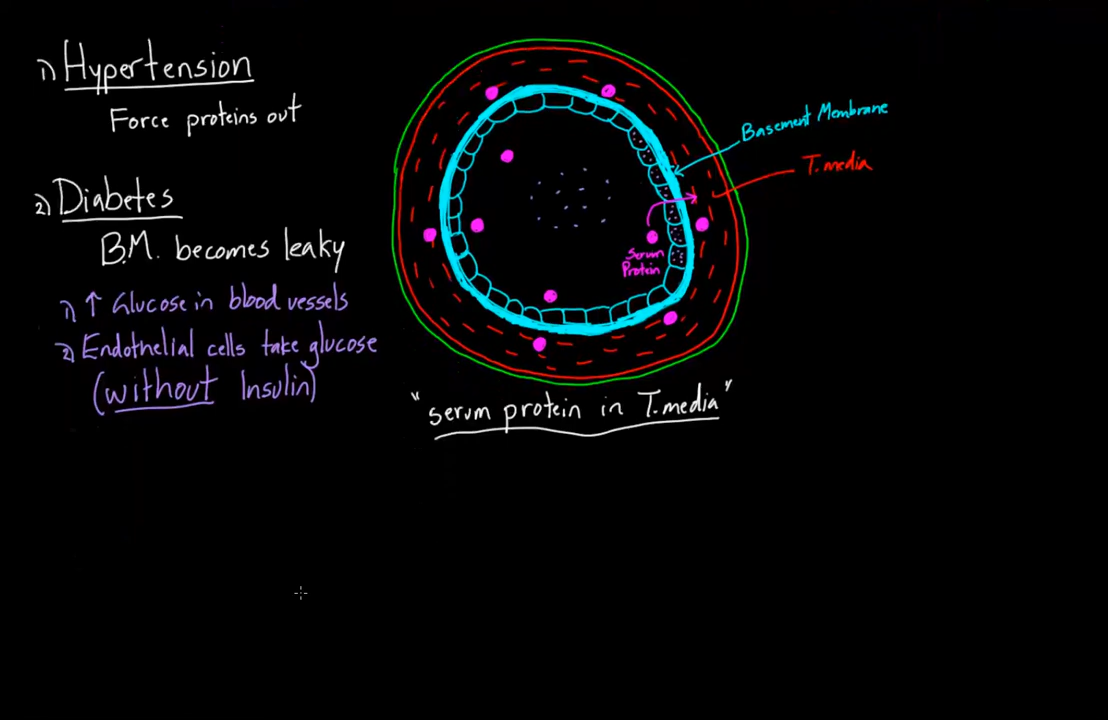 1) Hypertension
Force proteins out
2) Diabetes
B.M. becomes leaky
1) ↑ Glucose in blood vessels
2) Endothelial cells take glucose
(without Insulin)
Basement Membrane
T.media
Serum
Protein
"serum protein in T.media"